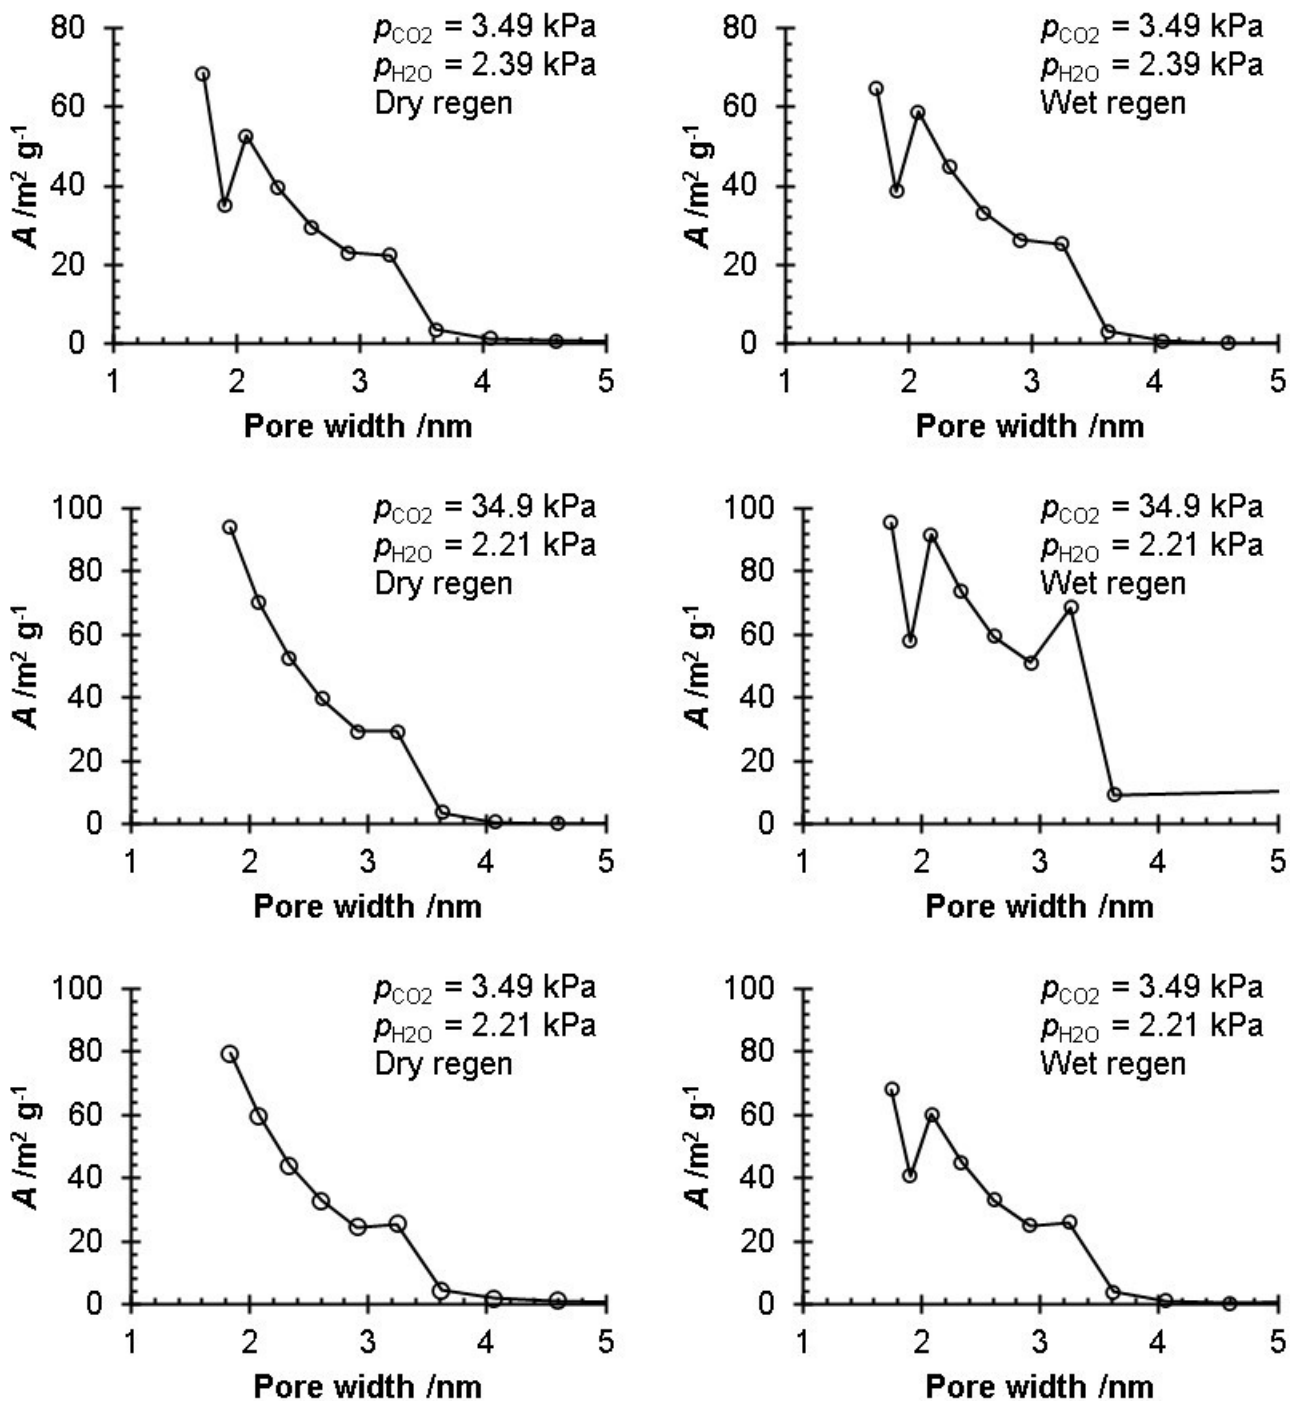 80
60
40
20
0
A /m² g⁻¹
pCO2 = 3.49 kPa
pH2O = 2.39 kPa
Dry regen
1 2 3 4 5
Pore width /nm
80
60
40
20
0
A /m² g⁻¹
pCO2 = 3.49 kPa
pH2O = 2.39 kPa
Wet regen
1 2 3 4 5
Pore width /nm
100
80
60
40
20
0
A /m² g⁻¹
pCO2 = 34.9 kPa
pH2O = 2.21 kPa
Dry regen
1 2 3 4 5
Pore width /nm
100
80
60
40
20
0
A /m² g⁻¹
pCO2 = 34.9 kPa
pH2O = 2.21 kPa
Wet regen
1 2 3 4 5
Pore width /nm
100
80
60
40
20
0
A /m² g⁻¹
pCO2 = 3.49 kPa
pH2O = 2.21 kPa
Dry regen
1 2 3 4 5
Pore width /nm
100
80
60
40
20
0
A /m² g⁻¹
pCO2 = 3.49 kPa
pH2O = 2.21 kPa
Wet regen
1 2 3 4 5
Pore width /nm